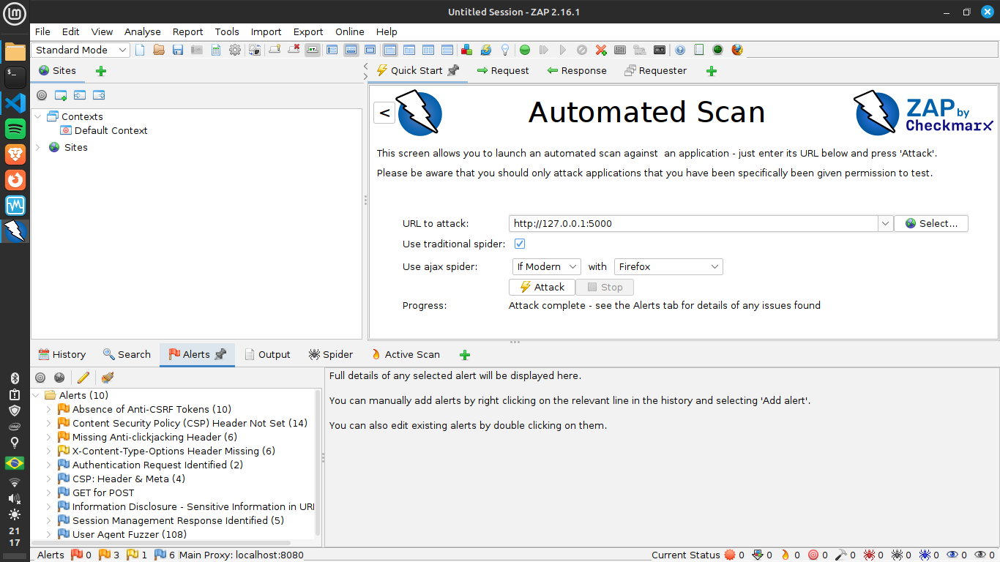 Untitled Session - ZAP 2.16.1
File Edit View Analyse Report Tools Import Export Online Help
Standard Mode
Sites
Quick Start Request Response Requester
Contexts
Default Context
Sites
<
Automated Scan
ZAP by
Checkmarx
This screen allows you to launch an automated scan against  an application - just enter its URL below and press 'Attack'.
Please be aware that you should only attack applications that you have been specifically been given permission to test.
URL to attack: http://127.0.0.1:5000 Select...
Use traditional spider:
Use ajax spider: If Modern with Firefox
Attack Stop
Progress: Attack complete - see the Alerts tab for details of any issues found
History Search Alerts Output Spider Active Scan
Alerts (10)
Absence of Anti-CSRF Tokens (10)
Content Security Policy (CSP) Header Not Set (14)
Missing Anti-clickjacking Header (6)
X-Content-Type-Options Header Missing (6)
Authentication Request Identified (2)
CSP: Header & Meta (4)
GET for POST
Information Disclosure - Sensitive Information in URL
Session Management Response Identified (5)
User Agent Fuzzer (108)
Full details of any selected alert will be displayed here.
You can manually add alerts by right clicking on the relevant line in the history and selecting 'Add alert'.
You can also edit existing alerts by double clicking on them.
21
17
Alerts 0 3 1 6 Main Proxy: localhost:8080
Current Status 0 0 0 0 0 0 0 0 0 0